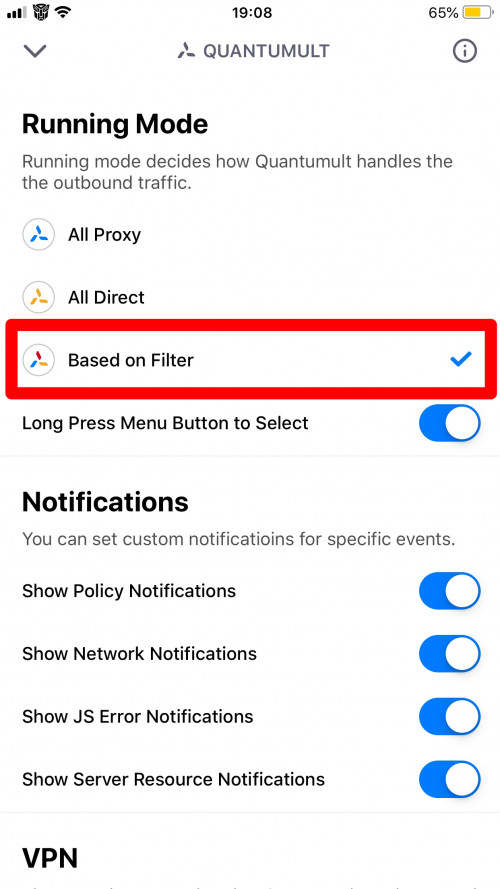 19:08
65%
QUANTUMULT
Running Mode
Running mode decides how Quantumult handles the
the outbound traffic.
All Proxy
All Direct
Based on Filter
Long Press Menu Button to Select
Notifications
You can set custom notificatioins for specific events.
Show Policy Notifications
Show Network Notifications
Show JS Error Notifications
Show Server Resource Notifications
VPN